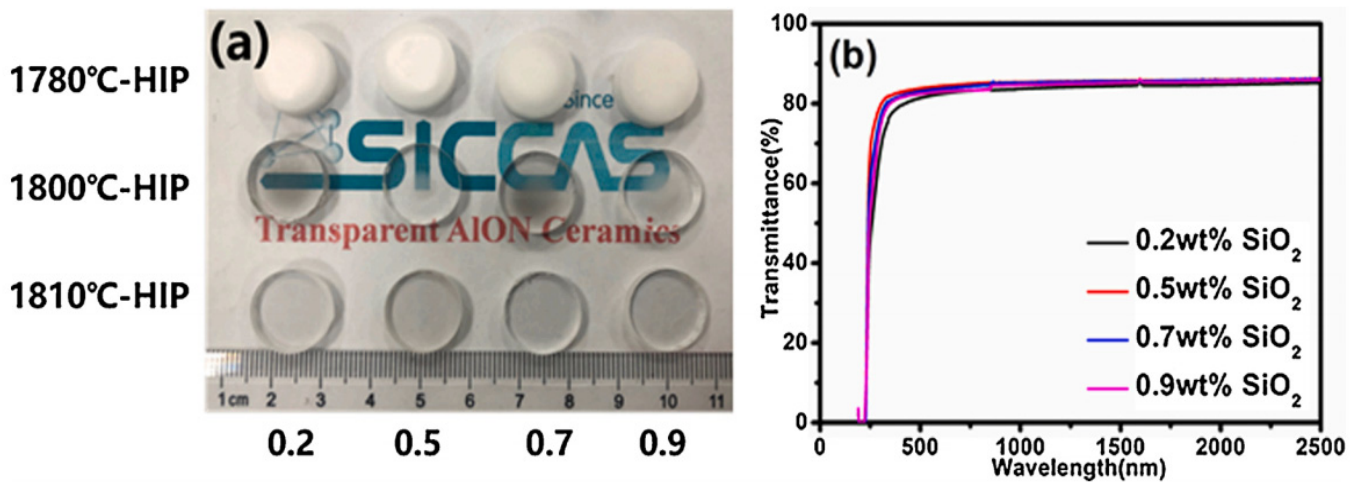 (a)
1780℃-HIP
Since
SICCAS
1800℃-HIP
Transparent AlON Ceramics
1810℃-HIP
1cm 2 3 4 5 6 7 8 9 10 11
0.2 0.5 0.7 0.9
(b)
100
80
60
40
20
0
Transmittance(%)
0.2wt% SiO₂
0.5wt% SiO₂
0.7wt% SiO₂
0.9wt% SiO₂
0 500 1000 1500 2000 2500
Wavelength(nm)